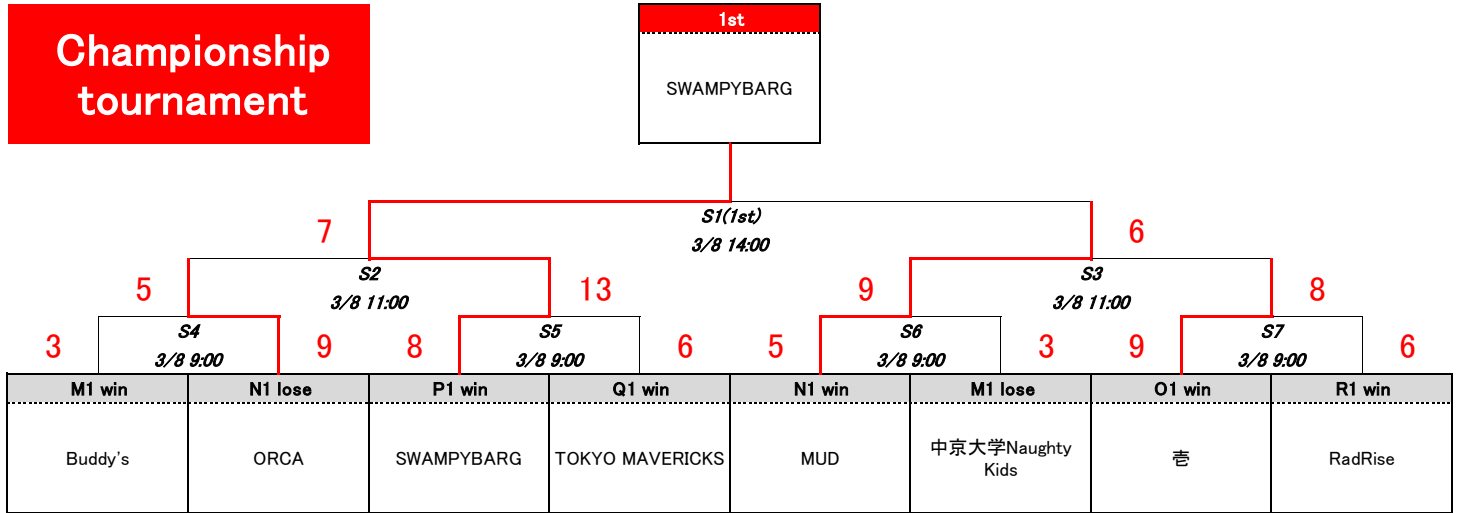 Championship
tournament
1st
SWAMPYBARG
S1(1st)
3/8 14:00
7
6
S2
3/8 11:00
S3
3/8 11:00
5
13
9
8
S4
3/8 9:00
S5
3/8 9:00
S6
3/8 9:00
S7
3/8 9:00
3
9
8
6
5
3
9
6
M1 win
N1 lose
P1 win
Q1 win
N1 win
M1 lose
O1 win
R1 win
Buddy's
ORCA
SWAMPYBARG
TOKYO MAVERICKS
MUD
中京大学Naughty
Kids
壱
RadRise